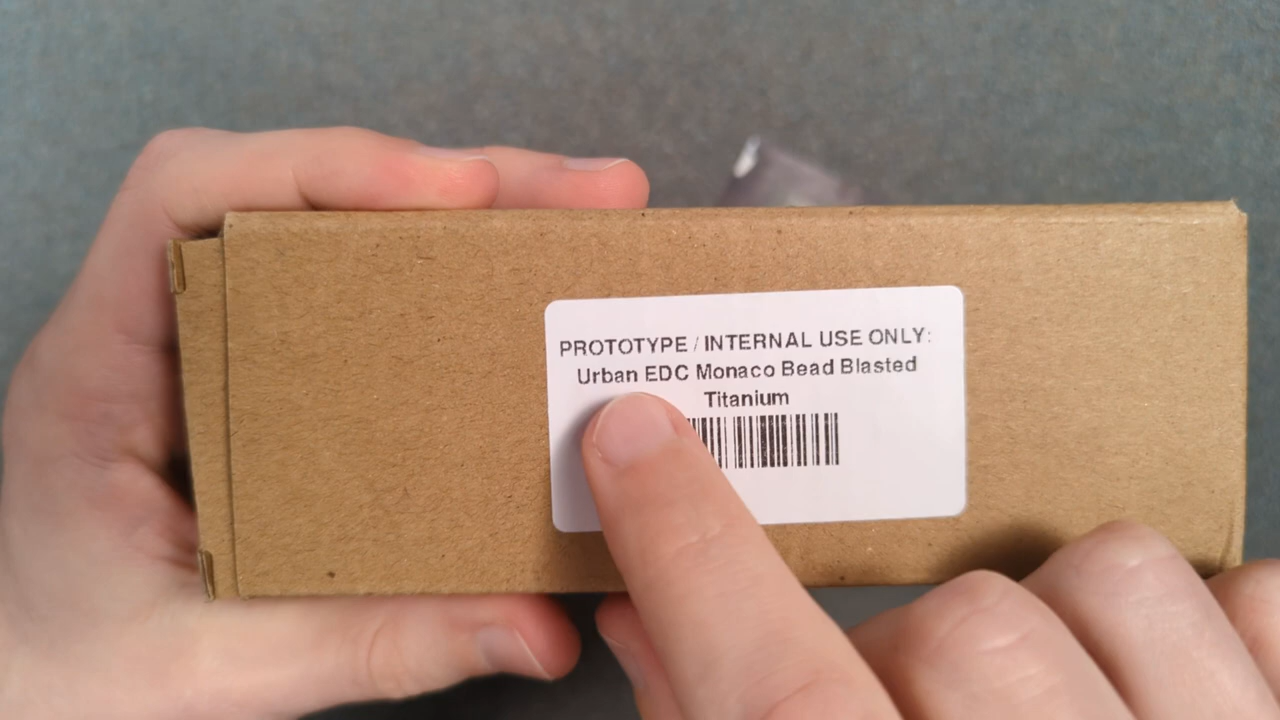 PROTOTYPE / INTERNAL USE ONLY:
Urban EDC Monaco Bead Blasted
Titanium